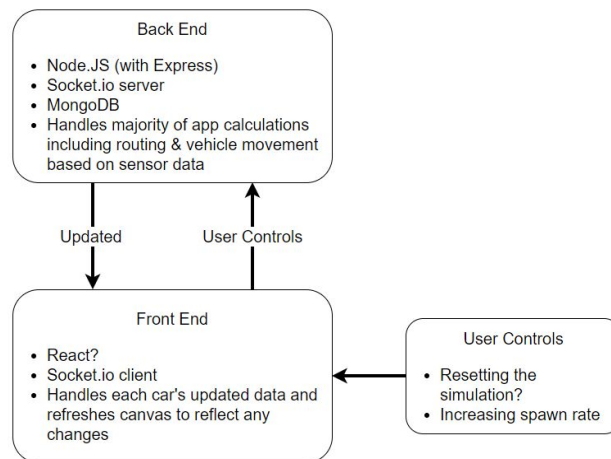 Back End
• Node.JS (with Express)
• Socket.io server
• MongoDB
• Handles majority of app calculations
including routing & vehicle movement
based on sensor data
Updated
User Controls
Front End
• React?
• Socket.io client
• Handles each car's updated data and
refreshes canvas to reflect any
changes
User Controls
• Resetting the
simulation?
• Increasing spawn rate